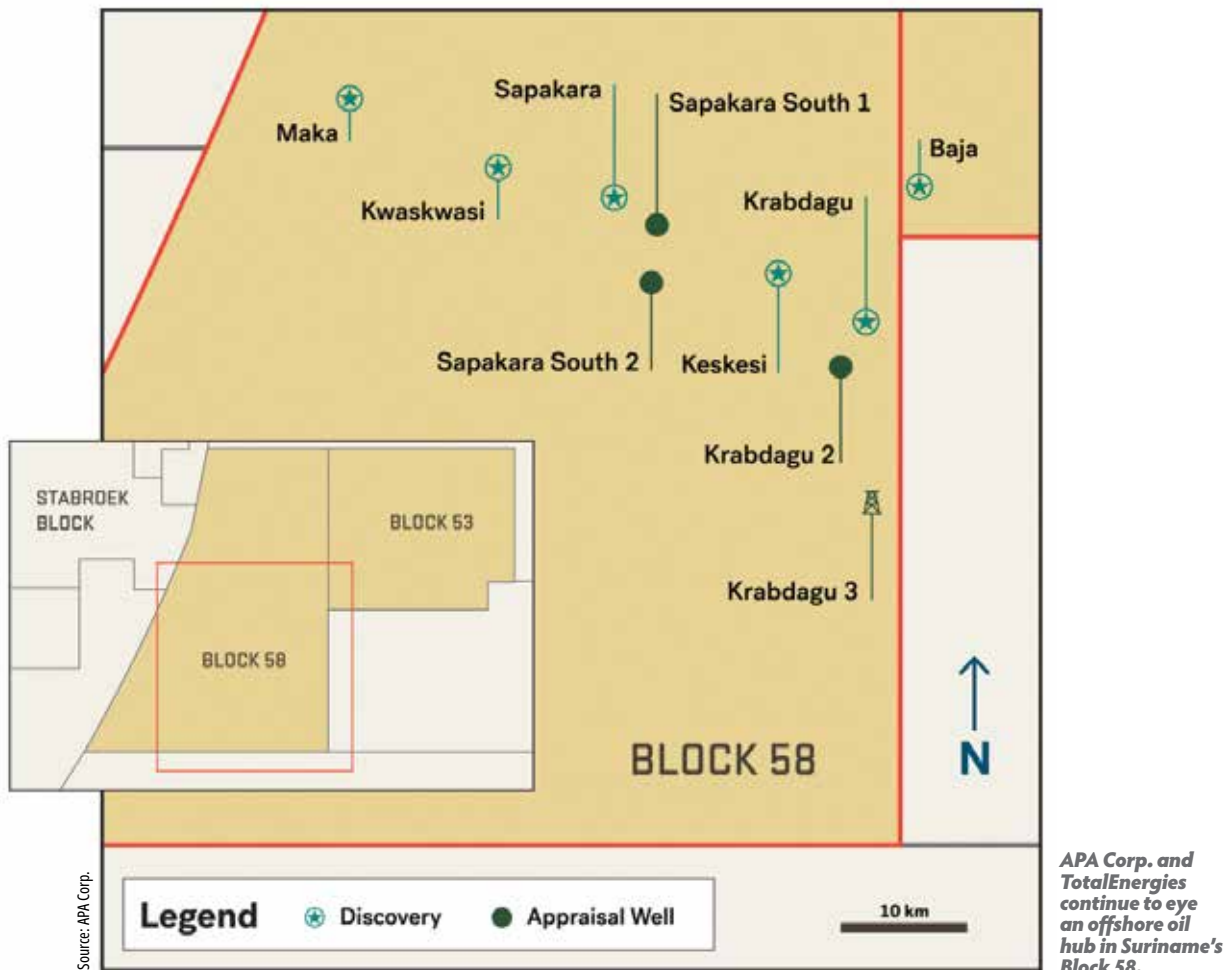 Sapakara
Sapakara South 1
Maka
Baja
Kwaskwasi
Krabdagu
Sapakara South 2
Keskesi
Krabdagu 2
STABROEK
BLOCK
BLOCK 53
Krabdagu 3
BLOCK 58
BLOCK 58
N
Source: APA Corp.
Legend
Discovery
Appraisal Well
10 km
APA Corp. and
TotalEnergies
continue to eye
an offshore oil
hub in Suriname's
Block 58.